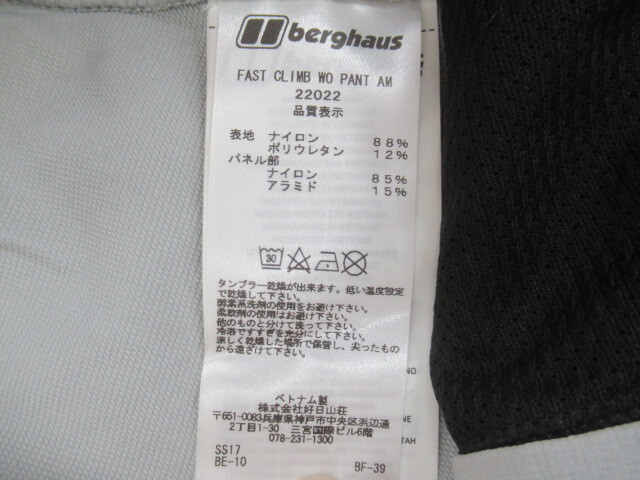 berghaus
FAST CLIMB WO PANT AM
22022
品質表示
表地 ナイロン 88%
ポリウレタン 12%
パネル部
ナイロン 85%
アラミド 15%
30
タンブラー乾燥が出来ます。低い温度設定
で乾燥して下さい。
酵素系洗剤の使用をお避け下さい。
柔軟剤の使用はお避け下さい。
他のものと分けて洗って下さい。
冷浴ですすぎを充分にして下さい。
涼しく乾燥した場所で保管し、尖ったもの
から遠ざけて下さい。
ベトナム製
株式会社好日山荘
〒651-0083兵庫県神戸市中央区浜辺通
2丁目1-30 三宮国際ビル6階
078-231-1300
SS17
BE-10 BF-39
NO
NE
TAH